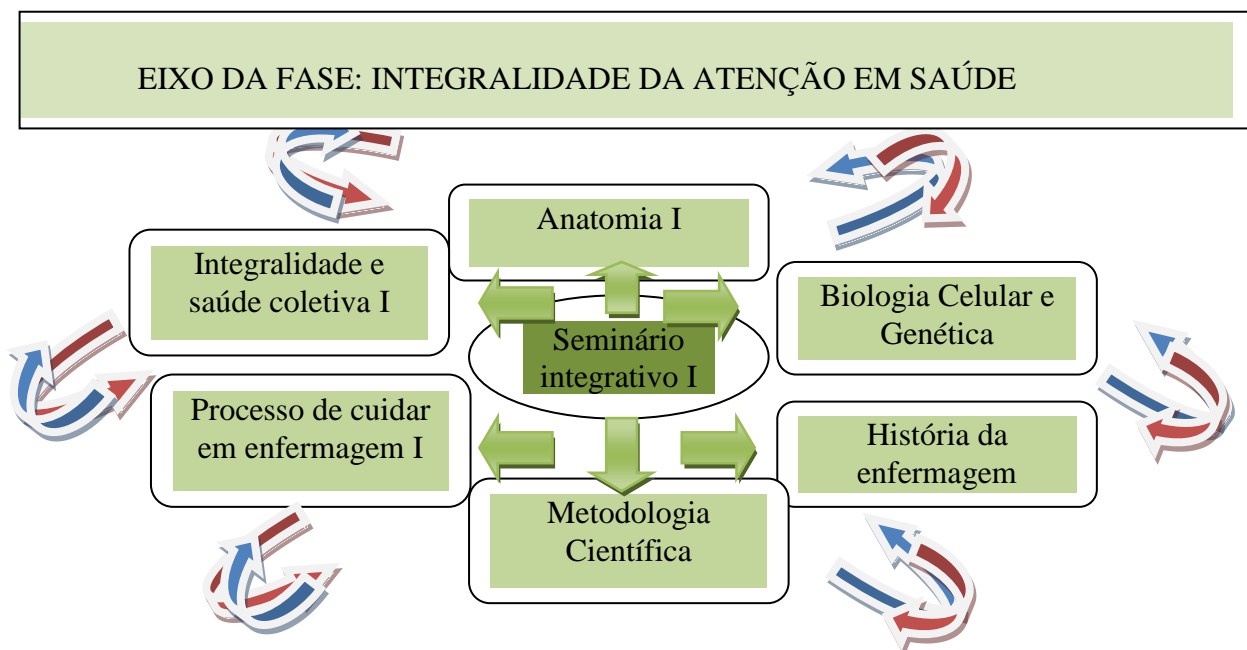 EIXO DA FASE: INTEGRALIDADE DA ATENÇÃO EM SAÚDE
Anatomia I
Integralidade e
saúde coletiva I
Biologia Celular e
Genética
Seminário
integrativo I
Processo de cuidar
em enfermagem I
História da
enfermagem
Metodologia
Científica